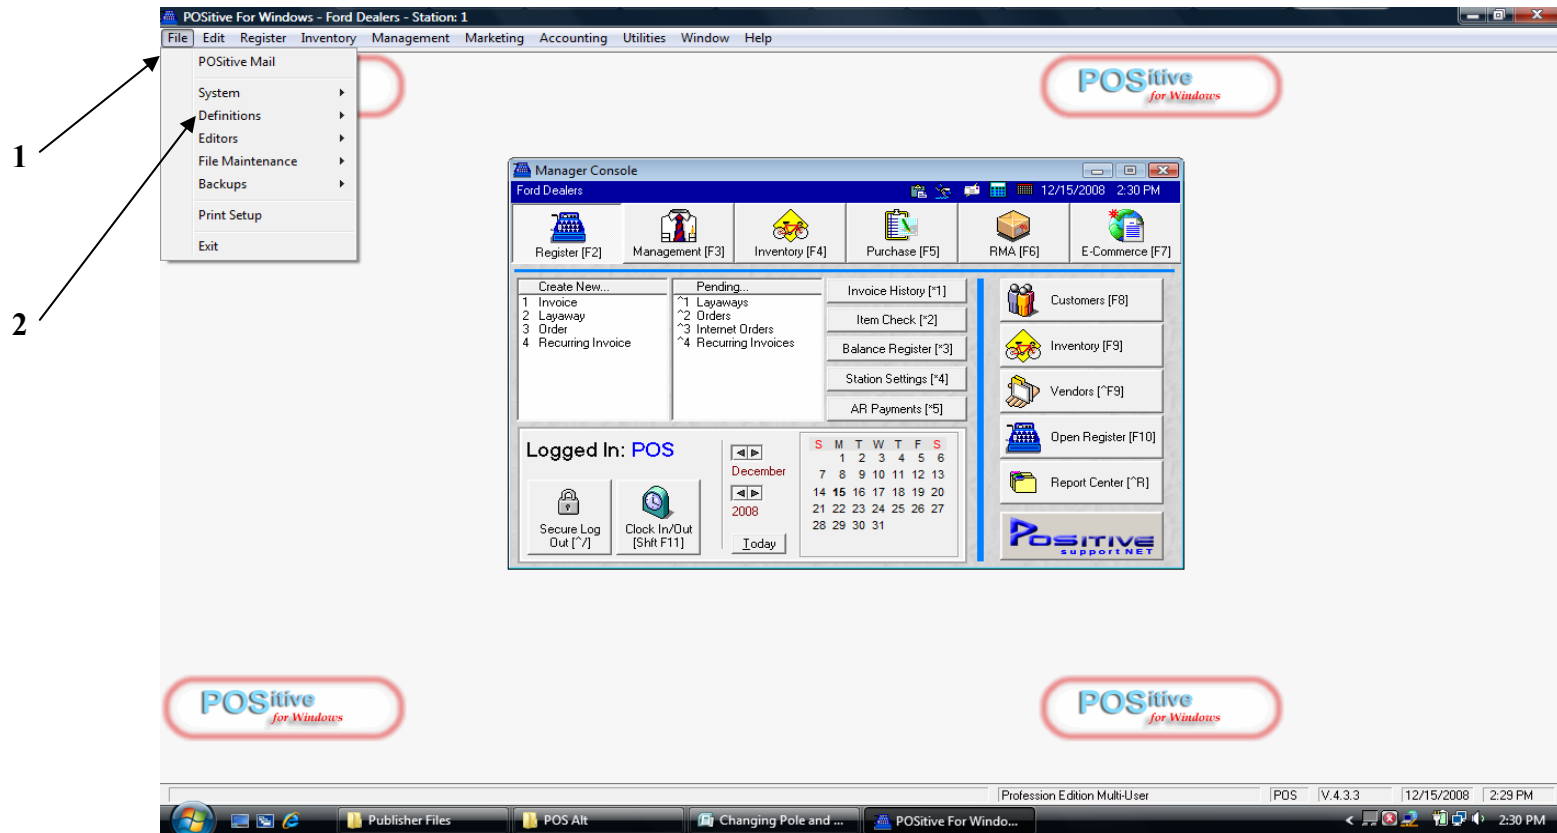 POSitive For Windows - Ford Dealers - Station: 1
File Edit Register Inventory Management Marketing Accounting Utilities Window Help
POSitive Mail
System
Definitions
Editors
File Maintenance
Backups
Print Setup
Exit
1
2
POSitive
for Windows
Manager Console
Ford Dealers 12/15/2008 2:30 PM
Register [F2] Management [F3] Inventory [F4] Purchase [F5] RMA [F6] E-Commerce [F7]
Create New...
1 Invoice
2 Layaway
3 Order
4 Recurring Invoice
Pending...
^1 Layaways
^2 Orders
^3 Internet Orders
^4 Recurring Invoices
Invoice History [*1]
Item Check [*2]
Balance Register [*3]
Station Settings [*4]
AR Payments [*5]
Customers [F8]
Inventory [F9]
Vendors [^F9]
Open Register [F10]
Report Center [^R]
POSITIVE
support NET
Logged In: POS
Secure Log
Out [^/]
Clock In/Out
[Shft F11]
December
2008
Today
S M T W T F S
1 2 3 4 5 6
7 8 9 10 11 12 13
14 15 16 17 18 19 20
21 22 23 24 25 26 27
28 29 30 31
POSitive
for Windows
POSitive
for Windows
Profession Edition Multi-User POS V.4.3.3 12/15/2008 2:29 PM
Publisher Files POS Alt Changing Pole and ... POSitive For Windo... 2:30 PM